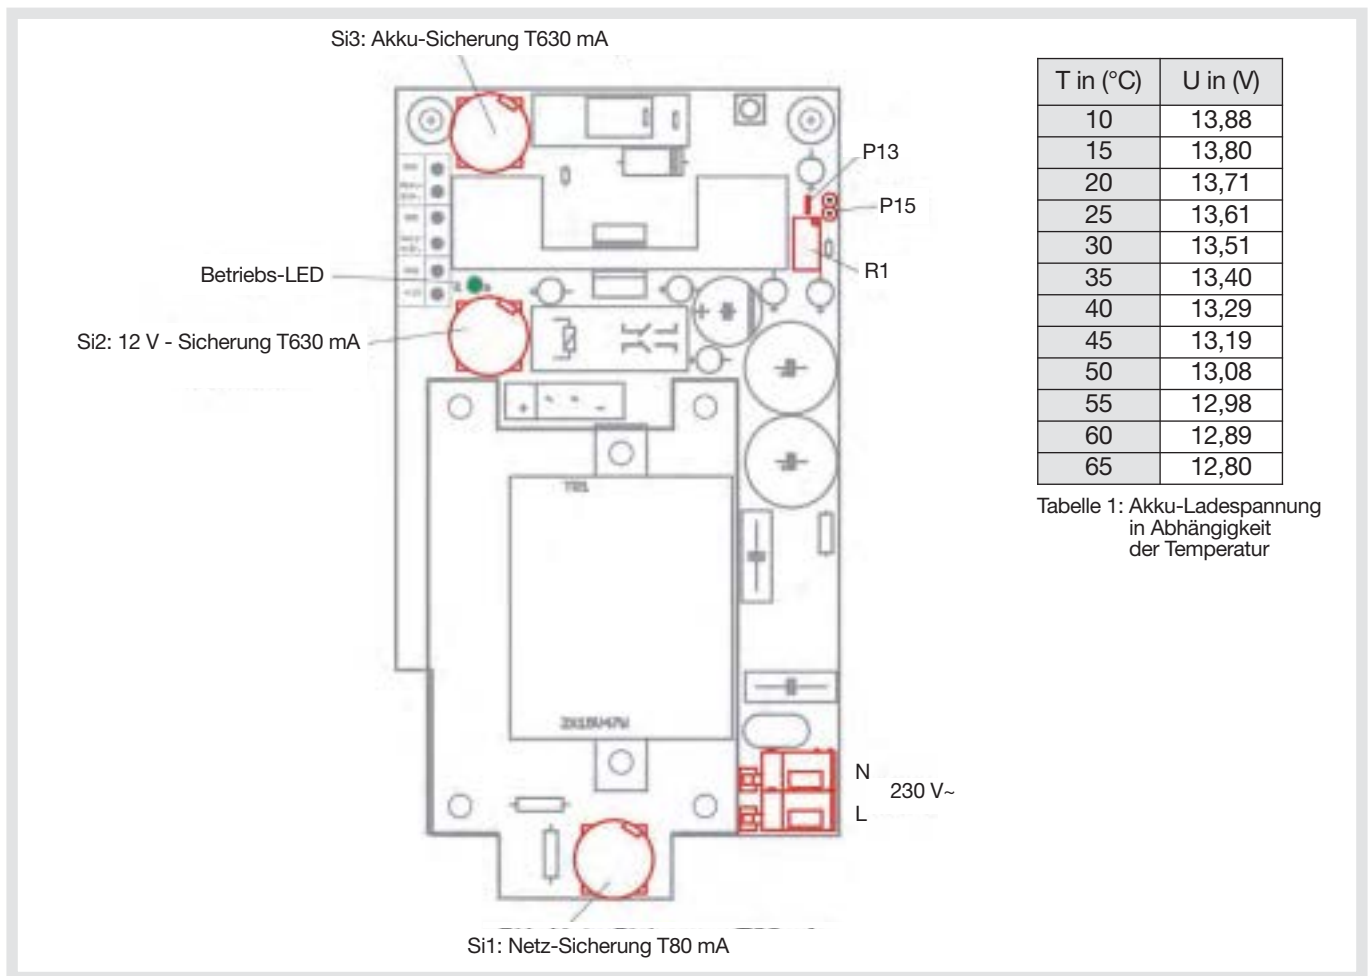 Si3: Akku-Sicherung T630 mA
P13
P15
R1
Betriebs-LED
Si2: 12 V - Sicherung T630 mA
TR1
N
230 V~
L
Si1: Netz-Sicherung T80 mA
T in (°C) U in (V)
10 13,88
15 13,80
20 13,71
25 13,61
30 13,51
35 13,40
40 13,29
45 13,19
50 13,08
55 12,98
60 12,89
65 12,80
Tabelle 1: Akku-Ladespannung
in Abhängigkeit
der Temperatur